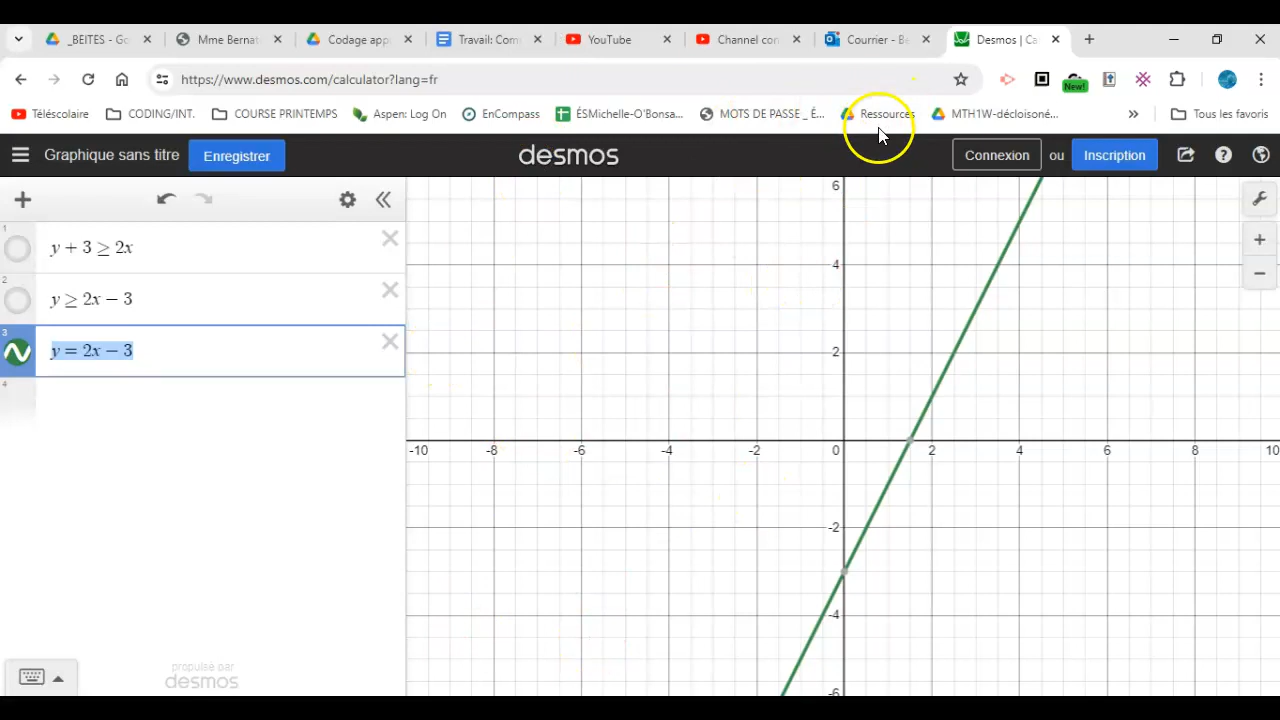 _BEITES - Go
Mme Bernat
Codage app
Travail: Com
YouTube
Channel con
Courrier - Be
Desmos | Ca
https://www.desmos.com/calculator?lang=fr
New!
Téléscolaire
CODING/INT.
COURSE PRINTEMPS
Aspen: Log On
EnCompass
ÉSMichelle-O'Bonsa...
MOTS DE PASSE _ É...
Ressources
MTH1W-décloisoné...
Tous les favoris
Graphique sans titre
Enregistrer
desmos
Connexion
ou
Inscription
1
y + 3 ≥ 2x
2
y ≥ 2x − 3
3
y = 2x − 3
4
6
4
2
-10 -8 -6 -4 -2 0 2 4 6 8 10
-2
-4
-6
propulsé par
desmos